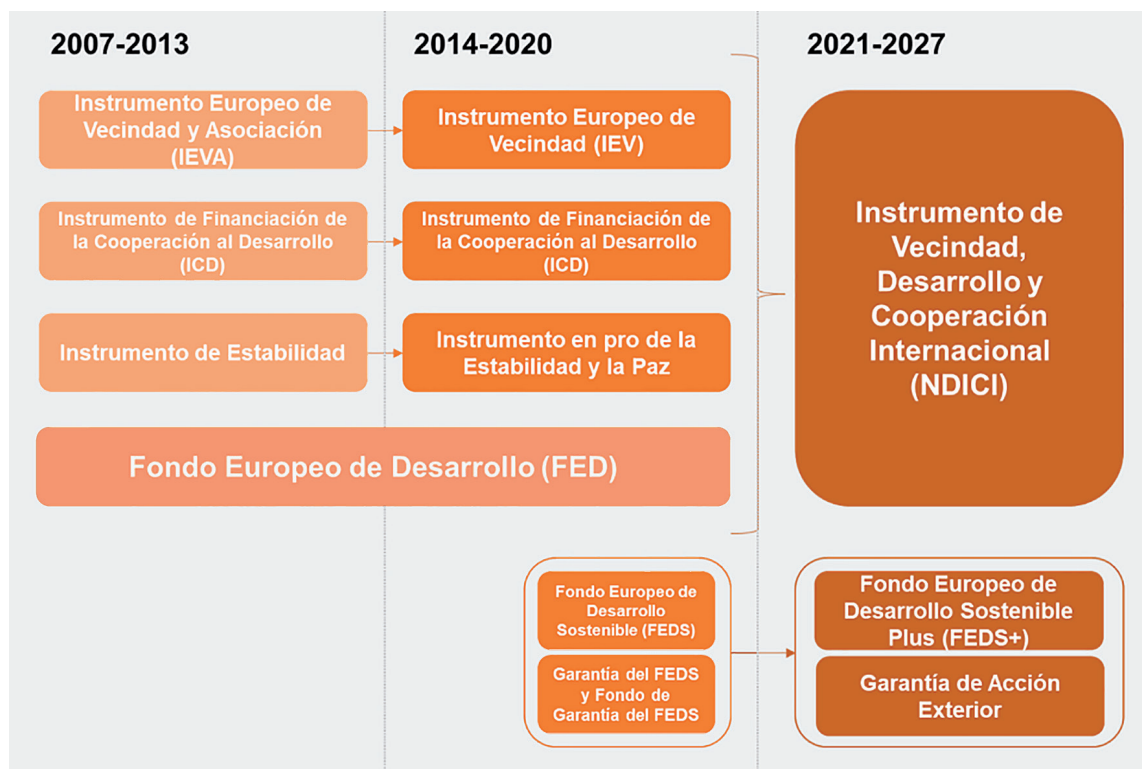 2007-2013
2014-2020
2021-2027
Instrumento Europeo de
Vecindad y Asociación
(IEVA)
Instrumento Europeo de
Vecindad (IEV)
Instrumento de Financiación de
la Cooperación al Desarrollo
(ICD)
Instrumento de Financiación de
la Cooperación al Desarrollo
(ICD)
Instrumento de Estabilidad
Instrumento en pro de la
Estabilidad y la Paz
Fondo Europeo de Desarrollo (FED)
Instrumento de
Vecindad,
Desarrollo y
Cooperación
Internacional
(NDICI)
Fondo Europeo de
Desarrollo
Sostenible (FEDS)
Garantía del FEDS
y Fondo de
Garantía del FEDS
Fondo Europeo de
Desarrollo Sostenible
Plus (FEDS+)
Garantía de Acción
Exterior